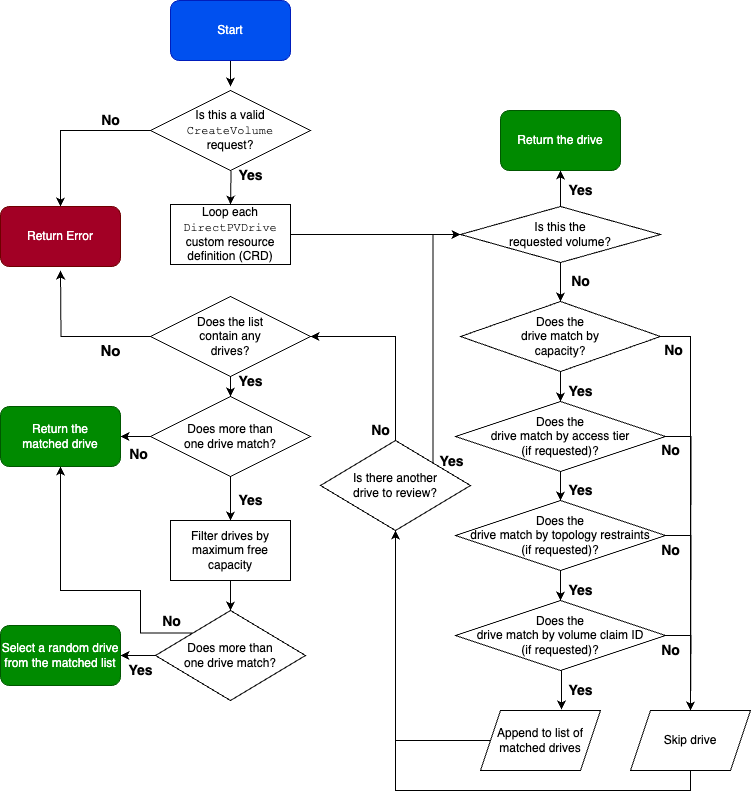 Start
Is this a valid
CreateVolume
request?
No
Yes
Return Error
Loop each
DirectPVDrive
custom resource
definition (CRD)
Return the drive
Yes
Is this the
requested volume?
No
Does the
drive match by
capacity?
No
Yes
Does the
drive match by access tier
(if requested)?
No
Yes
Does the
drive match by topology restraints
(if requested)?
No
Yes
Does the
drive match by volume claim ID
(if requested)?
No
Yes
Append to list of
matched drives
Skip drive
Is there another
drive to review?
Yes
No
Does the list
contain any
drives?
No
Yes
Does more than
one drive match?
No
Return the
matched drive
Yes
Filter drives by
maximum free
capacity
Does more than
one drive match?
No
Yes
Select a random drive
from the matched list